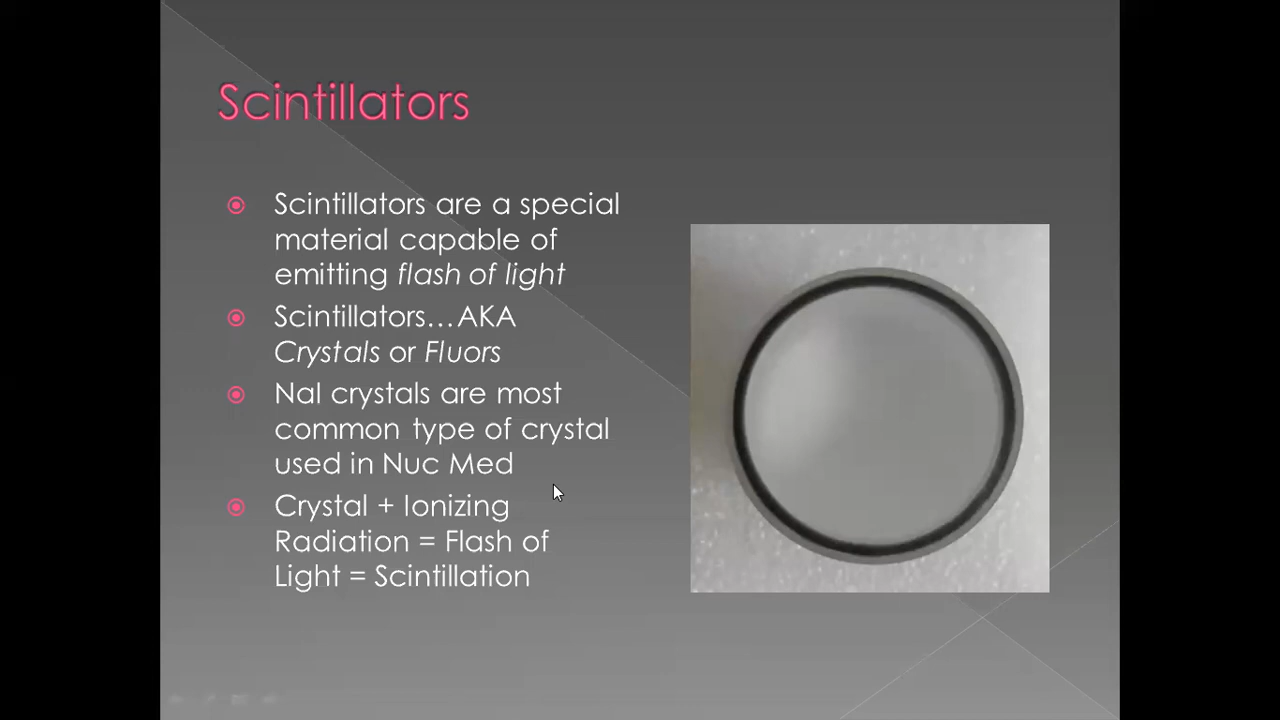 Scintillators
Scintillators are a special
material capable of
emitting flash of light
Scintillators...AKA
Crystals or Fluors
NaI crystals are most
common type of crystal
used in Nuc Med
Crystal + Ionizing
Radiation = Flash of
Light = Scintillation